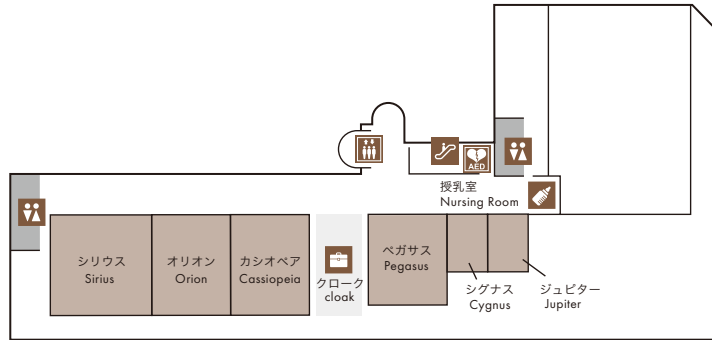 AED
授乳室
Nursing Room
シリウス
Sirius
オリオン
Orion
カシオペア
Cassiopeia
クローク
cloak
ペガサス
Pegasus
シグナス
Cygnus
ジュピター
Jupiter